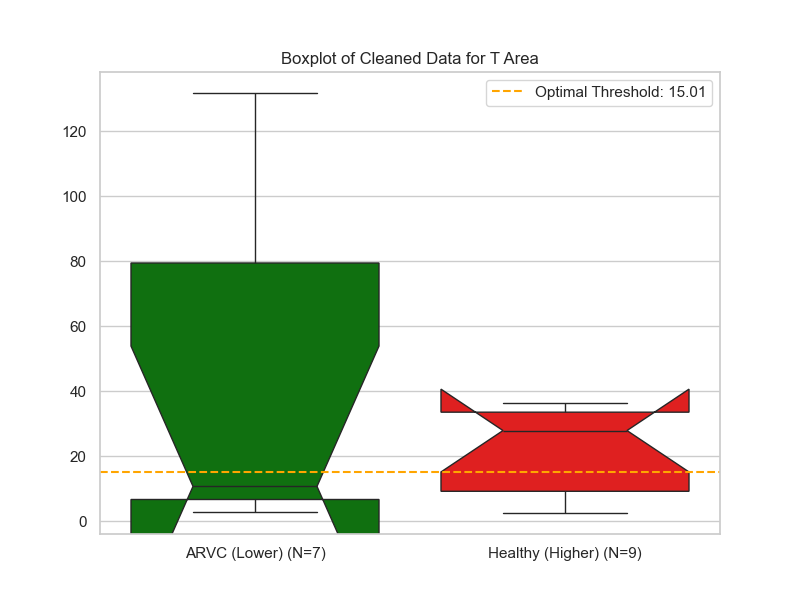 Boxplot of Cleaned Data for T Area
Optimal Threshold: 15.01
120
100
80
60
40
20
0
ARVC (Lower) (N=7)
Healthy (Higher) (N=9)